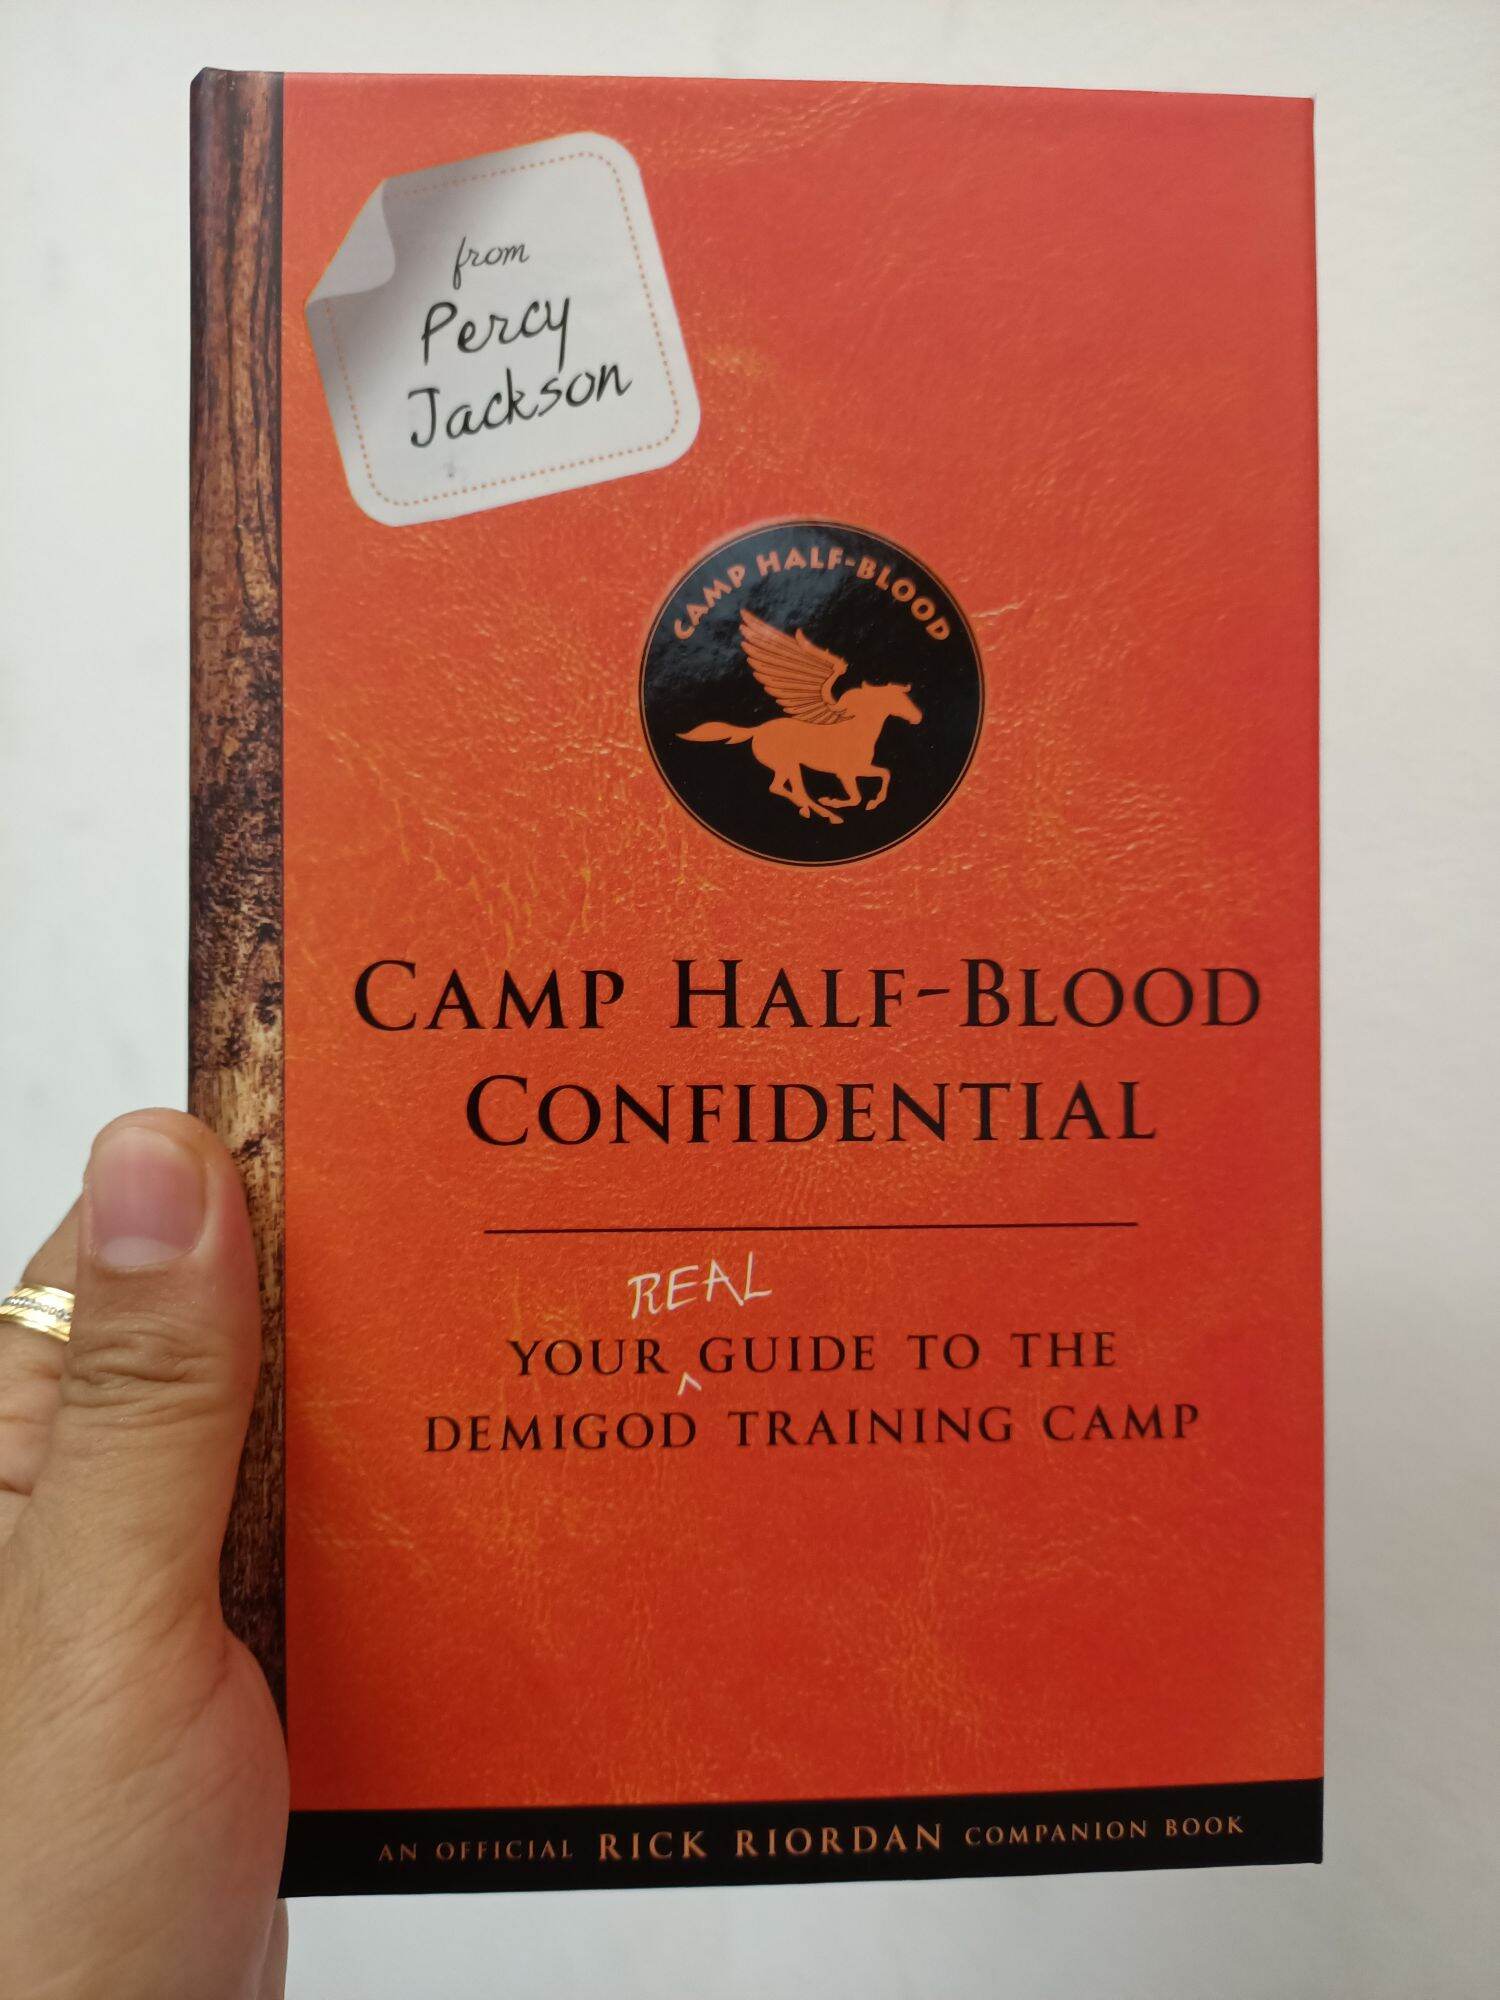 from
Percy
Jackson
CAMP HALF-BLOOD
CAMP HALF-BLOOD
CONFIDENTIAL
REAL
YOUR ^ GUIDE TO THE
DEMIGOD TRAINING CAMP
AN OFFICIAL RICK RIORDAN COMPANION BOOK